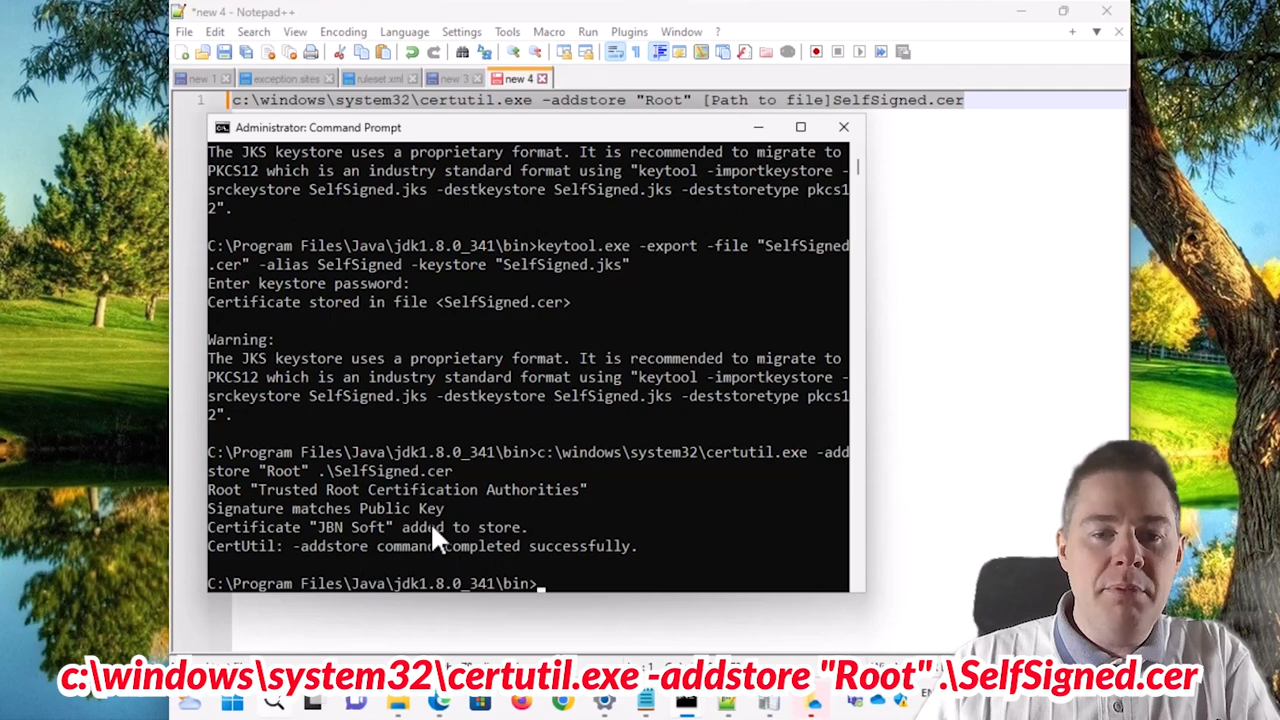 *new 4 - Notepad++
File Edit Search View Encoding Language Settings Tools Macro Run Plugins Window ?
new 1 exception.sites ruleset.xml new 3 new 4
1 c:\windows\system32\certutil.exe -addstore "Root" [Path to file]SelfSigned.cer
Administrator: Command Prompt
The JKS keystore uses a proprietary format. It is recommended to migrate to
PKCS12 which is an industry standard format using "keytool -importkeystore -
srckeystore SelfSigned.jks -destkeystore SelfSigned.jks -deststoretype pkcs1
2".
C:\Program Files\Java\jdk1.8.0_341\bin>keytool.exe -export -file "SelfSigned
.cer" -alias SelfSigned -keystore "SelfSigned.jks"
Enter keystore password:
Certificate stored in file <SelfSigned.cer>
Warning:
The JKS keystore uses a proprietary format. It is recommended to migrate to
PKCS12 which is an industry standard format using "keytool -importkeystore -
srckeystore SelfSigned.jks -destkeystore SelfSigned.jks -deststoretype pkcs1
2".
C:\Program Files\Java\jdk1.8.0_341\bin>c:\windows\system32\certutil.exe -add
store "Root" .\SelfSigned.cer
Root "Trusted Root Certification Authorities"
Signature matches Public Key
Certificate "JBN Soft" added to store.
CertUtil: -addstore command completed successfully.
C:\Program Files\Java\jdk1.8.0_341\bin>
c:\windows\system32\certutil.exe -addstore "Root" .\SelfSigned.cer